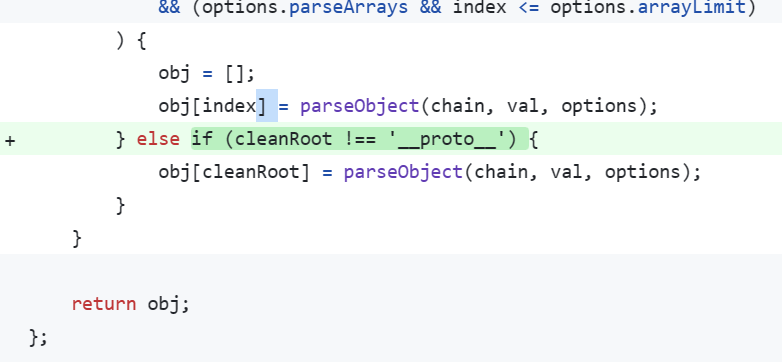 && (options.parseArrays && index <= options.arrayLimit)
) {
obj = [];
obj[index] = parseObject(chain, val, options);
+ } else if (cleanRoot !== '__proto__') {
obj[cleanRoot] = parseObject(chain, val, options);
}
}
return obj;
};